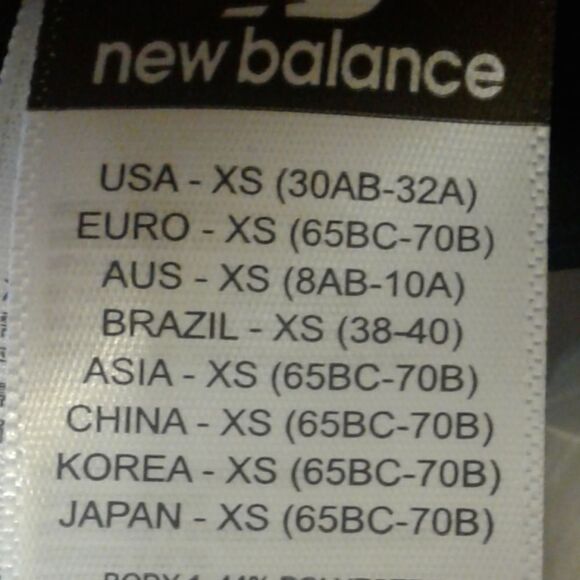 new balance
USA - XS (30AB-32A)
EURO - XS (65BC-70B)
AUS - XS (8AB-10A)
BRAZIL - XS (38-40)
ASIA - XS (65BC-70B)
CHINA - XS (65BC-70B)
KOREA - XS (65BC-70B)
JAPAN - XS (65BC-70B)